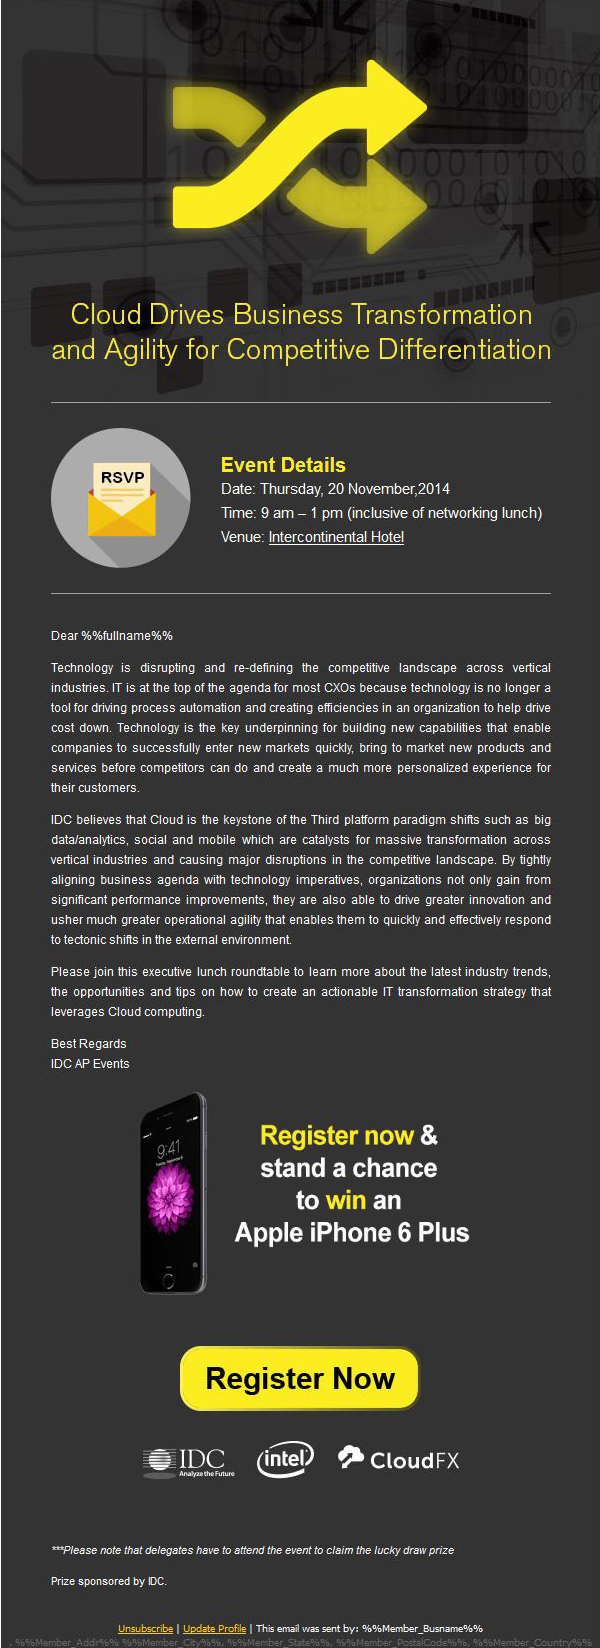 Cloud Drives Business Transformation
and Agility for Competitive Differentiation
RSVP
Event Details
Date: Thursday, 20 November,2014
Time: 9 am – 1 pm (inclusive of networking lunch)
Venue: Intercontinental Hotel
Dear %%fullname%%
Technology is disrupting and re-defining the competitive landscape across vertical
industries. IT is at the top of the agenda for most CXOs because technology is no longer a
tool for driving process automation and creating efficiencies in an organization to help drive
cost down. Technology is the key underpinning for building new capabilities that enable
companies to successfully enter new markets quickly, bring to market new products and
services before competitors can do and create a much more personalized experience for
their customers.
IDC believes that Cloud is the keystone of the Third platform paradigm shifts such as big
data/analytics, social and mobile which are catalysts for massive transformation across
vertical industries and causing major disruptions in the competitive landscape. By tightly
aligning business agenda with technology imperatives, organizations not only gain from
significant performance improvements, they are also able to drive greater innovation and
usher much greater operational agility that enables them to quickly and effectively respond
to tectonic shifts in the external environment.
Please join this executive lunch roundtable to learn more about the latest industry trends,
the opportunities and tips on how to create an actionable IT transformation strategy that
leverages Cloud computing.
Best Regards
IDC AP Events
9:41
Register now &
stand a chance
to win an
Apple iPhone 6 Plus
Register Now
IDC
Analyze the Future
intel
CloudFX
***Please note that delegates have to attend the event to claim the lucky draw prize
Prize sponsored by IDC.
Unsubscribe | Update Profile | This email was sent by: %%Member_Busname%%
, %%Member_Addr%% %%Member_City%%, %%Member_State%%, %%Member_PostalCode%%, %%Member_Country%%